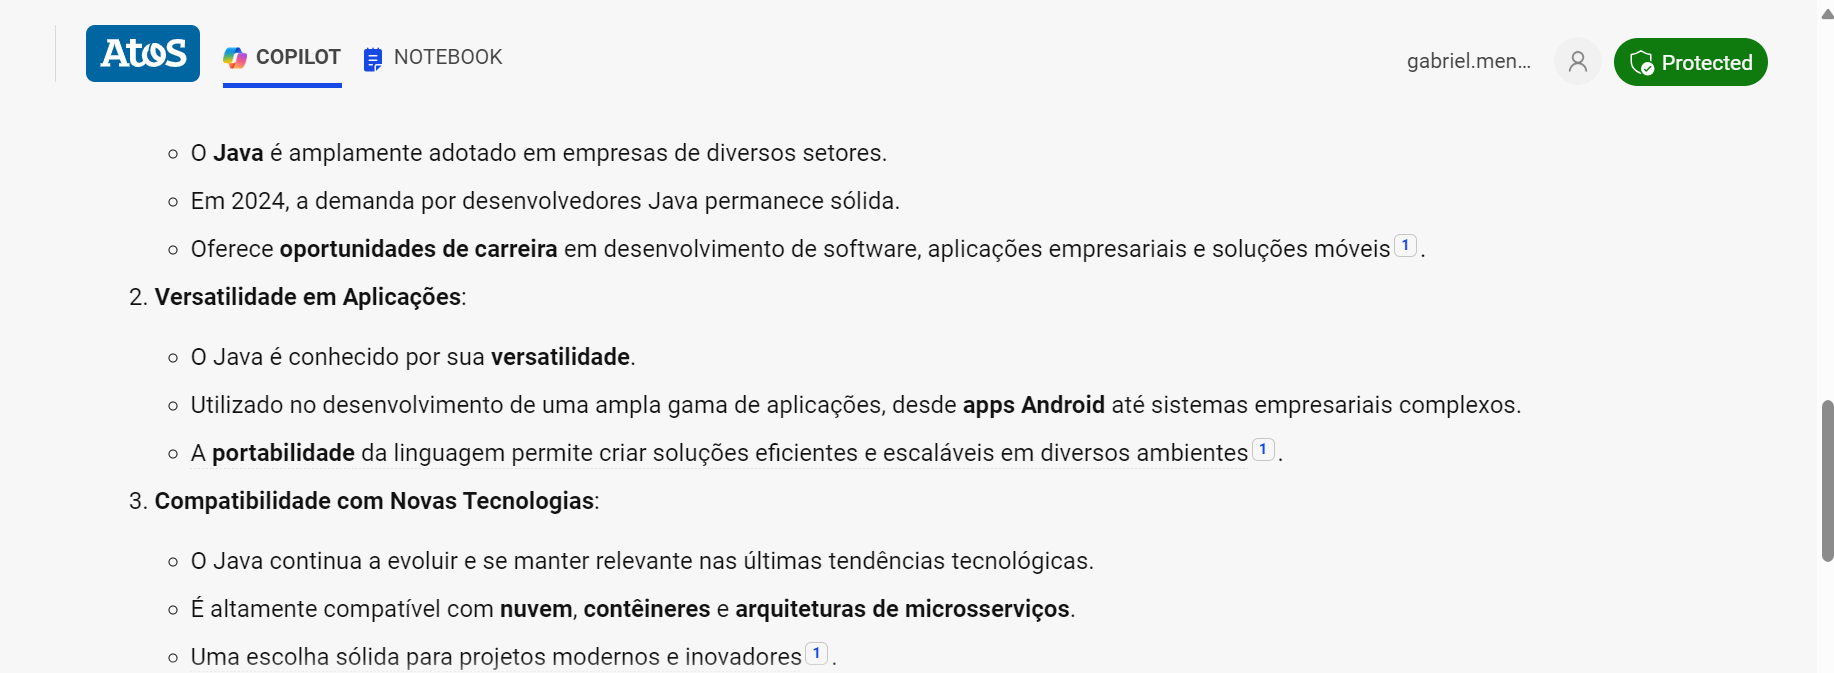 Atos
COPILOT
NOTEBOOK
gabriel.men...
Protected
O Java é amplamente adotado em empresas de diversos setores.
Em 2024, a demanda por desenvolvedores Java permanece sólida.
Oferece oportunidades de carreira em desenvolvimento de software, aplicações empresariais e soluções móveis 1 .
2. Versatilidade em Aplicações:
O Java é conhecido por sua versatilidade.
Utilizado no desenvolvimento de uma ampla gama de aplicações, desde apps Android até sistemas empresariais complexos.
A portabilidade da linguagem permite criar soluções eficientes e escaláveis em diversos ambientes 1 .
3. Compatibilidade com Novas Tecnologias:
O Java continua a evoluir e se manter relevante nas últimas tendências tecnológicas.
É altamente compatível com nuvem, contêineres e arquiteturas de microsserviços.
Uma escolha sólida para projetos modernos e inovadores 1 .